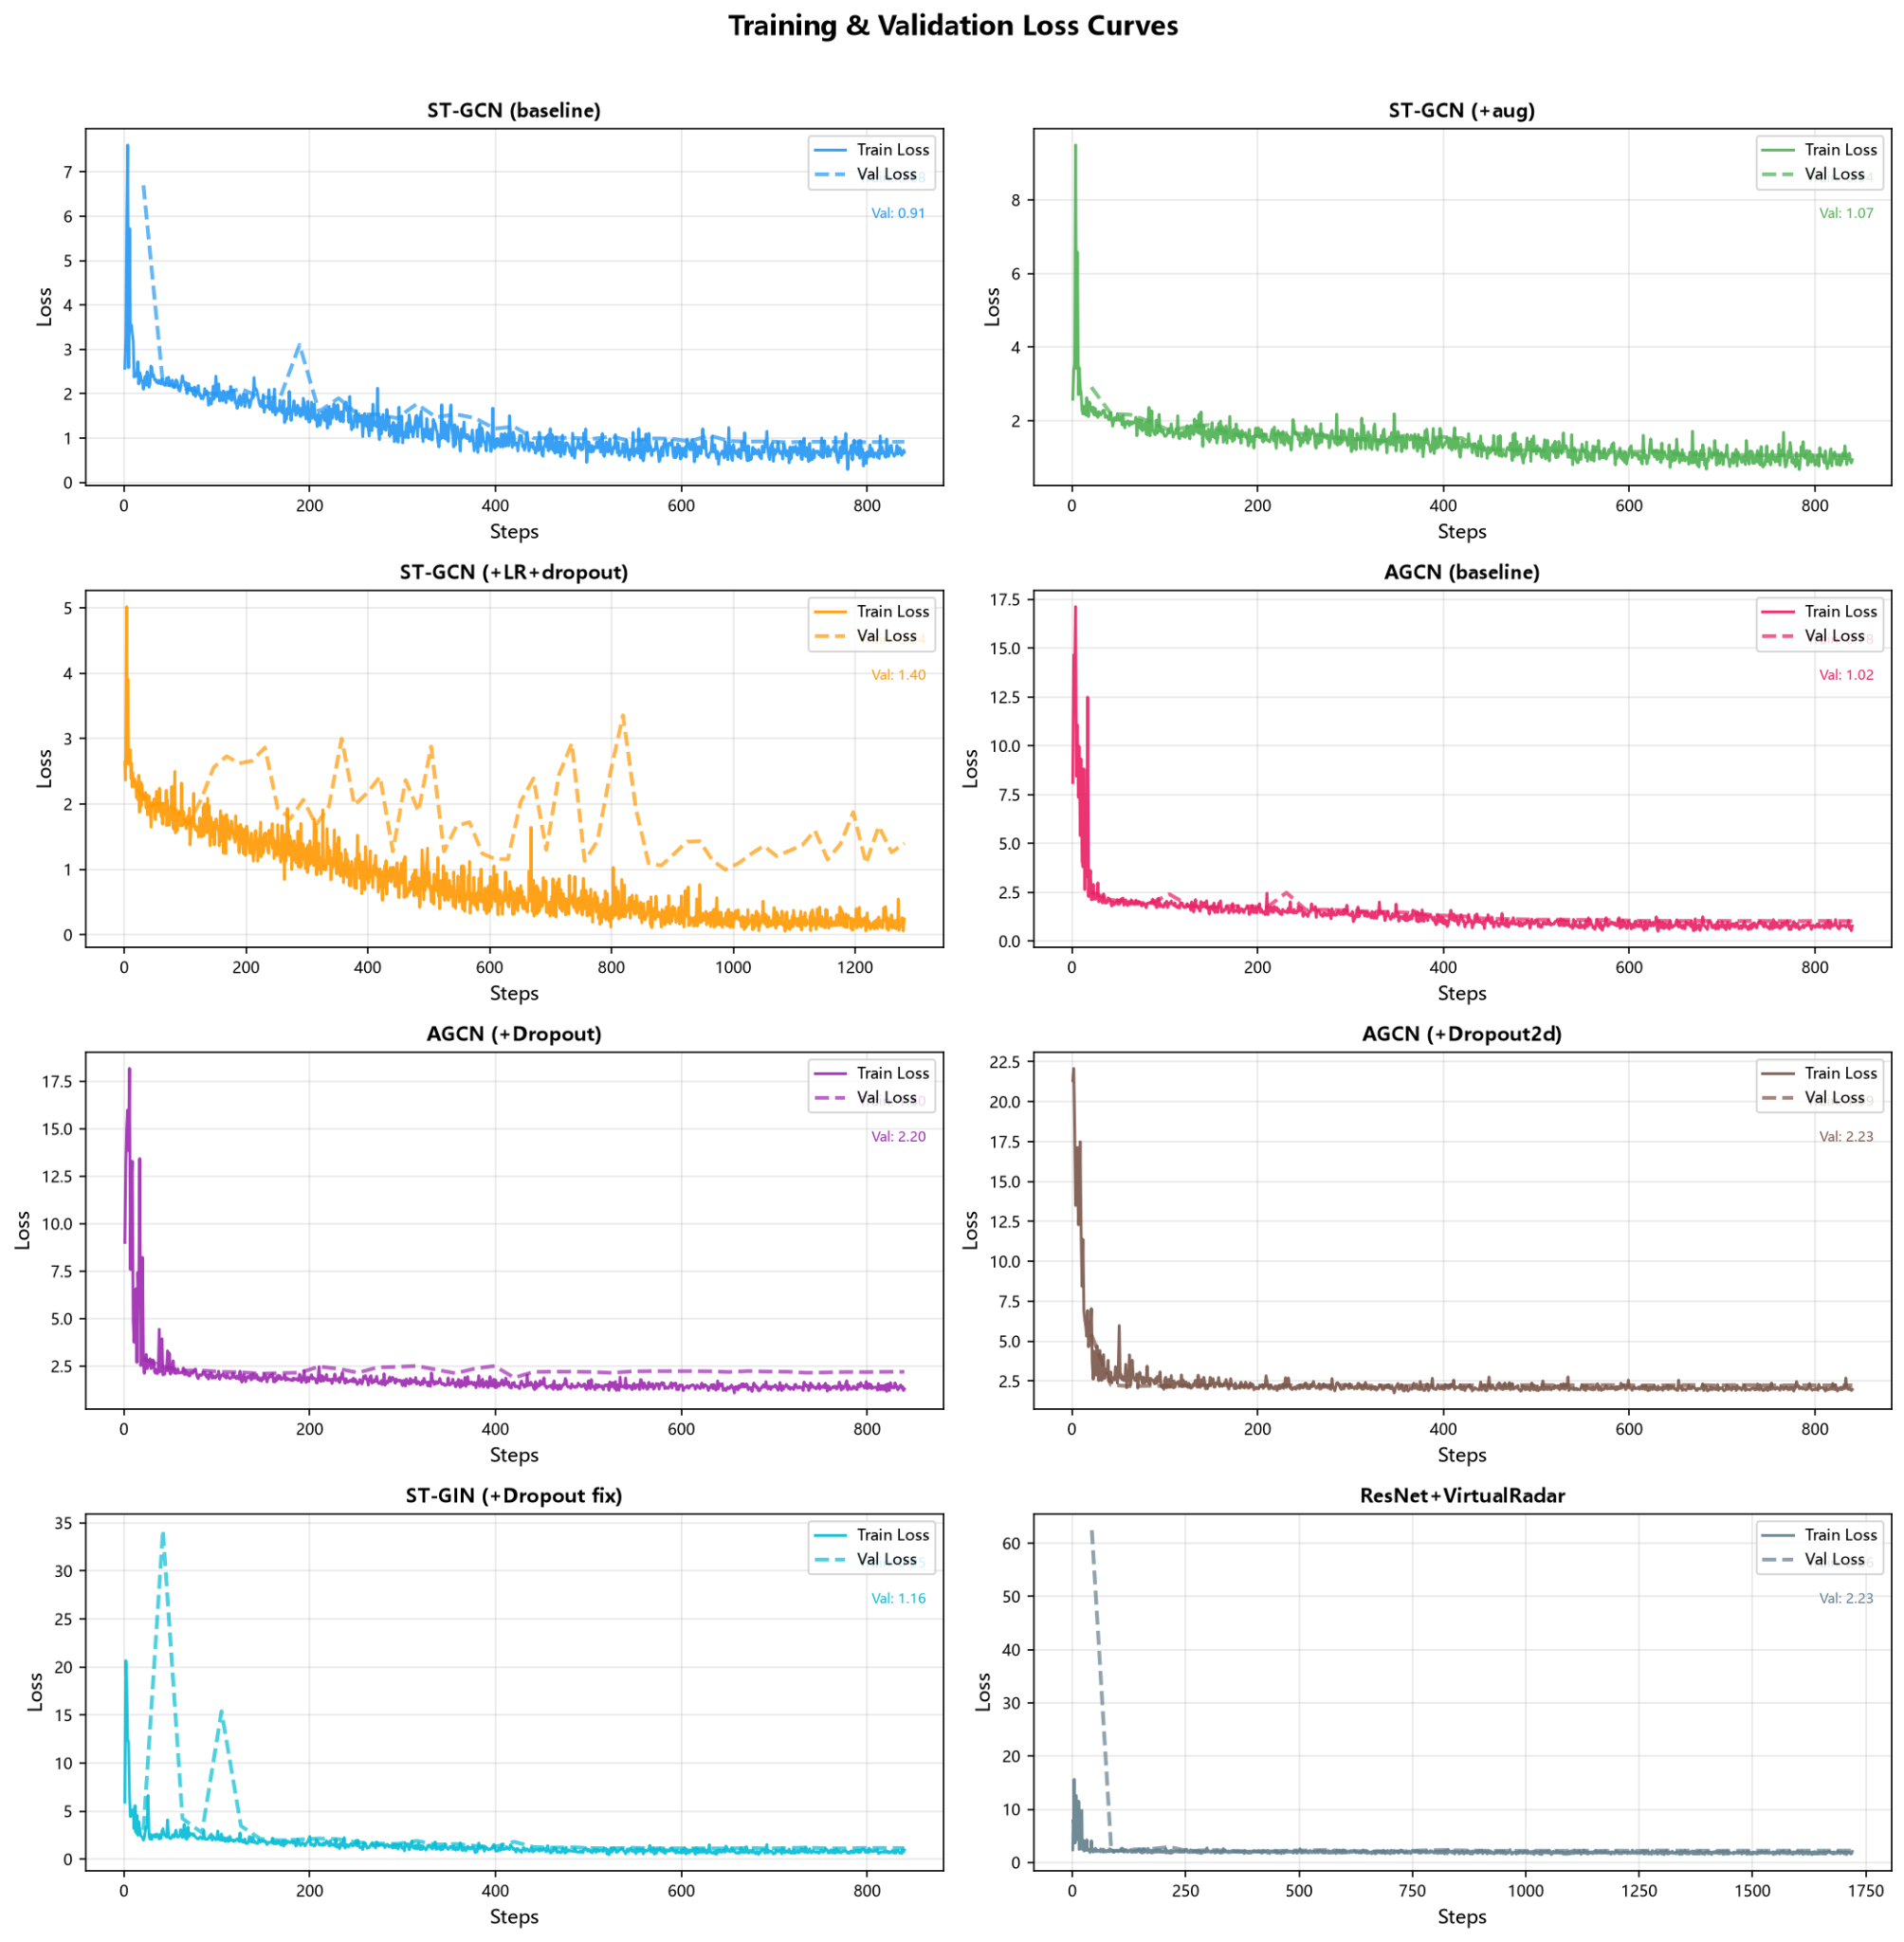 Training & Validation Loss Curves
ST-GCN (baseline)
Loss
7
6
5
4
3
2
1
0
Train Loss
Val Loss
Val: 0.91
0 200 400 600 800
Steps
ST-GCN (+aug)
Loss
8
6
4
2
Train Loss
Val Loss
Val: 1.07
0 200 400 600 800
Steps
ST-GCN (+LR+dropout)
Loss
5
4
3
2
1
0
Train Loss
Val Loss
Val: 1.40
0 200 400 600 800 1000 1200
Steps
AGCN (baseline)
Loss
17.5
15.0
12.5
10.0
7.5
5.0
2.5
0.0
Train Loss
Val Loss
Val: 1.02
0 200 400 600 800
Steps
AGCN (+Dropout)
Loss
17.5
15.0
12.5
10.0
7.5
5.0
2.5
Train Loss
Val Loss
Val: 2.20
0 200 400 600 800
Steps
AGCN (+Dropout2d)
Loss
22.5
20.0
17.5
15.0
12.5
10.0
7.5
5.0
2.5
Train Loss
Val Loss
Val: 2.23
0 200 400 600 800
Steps
ST-GIN (+Dropout fix)
Loss
35
30
25
20
15
10
5
0
Train Loss
Val Loss
Val: 1.16
0 200 400 600 800
Steps
ResNet+VirtualRadar
Loss
60
50
40
30
20
10
0
Train Loss
Val Loss
Val: 2.23
0 250 500 750 1000 1250 1500 1750
Steps